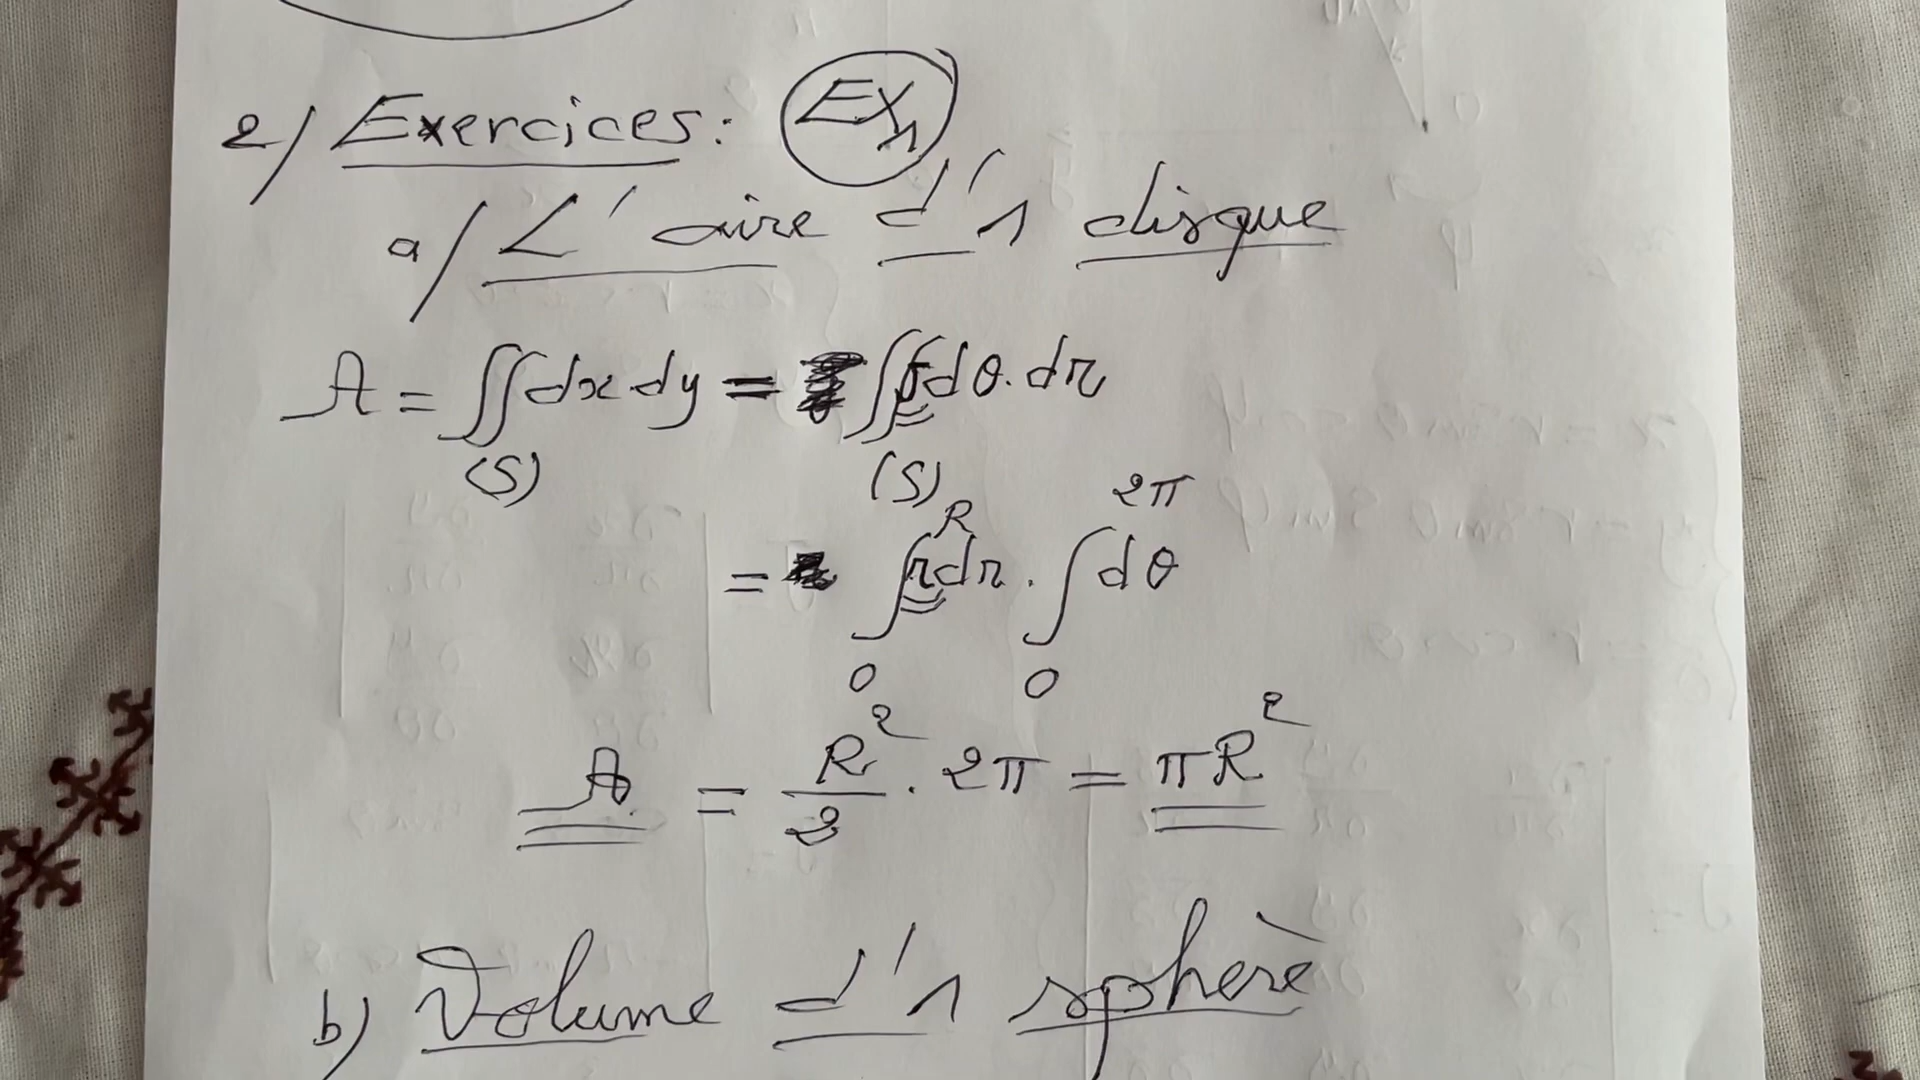 2/ Exercices: EX1
a/ L'aire d'1 disque
A = ∬ dx dy = ∬ r dθ. dr
(S) (S)
= ∫₀ᴿ r dr . ∫₀^2π dθ
A = R²/2 . 2π = πR²
b) Volume d'1 sphère